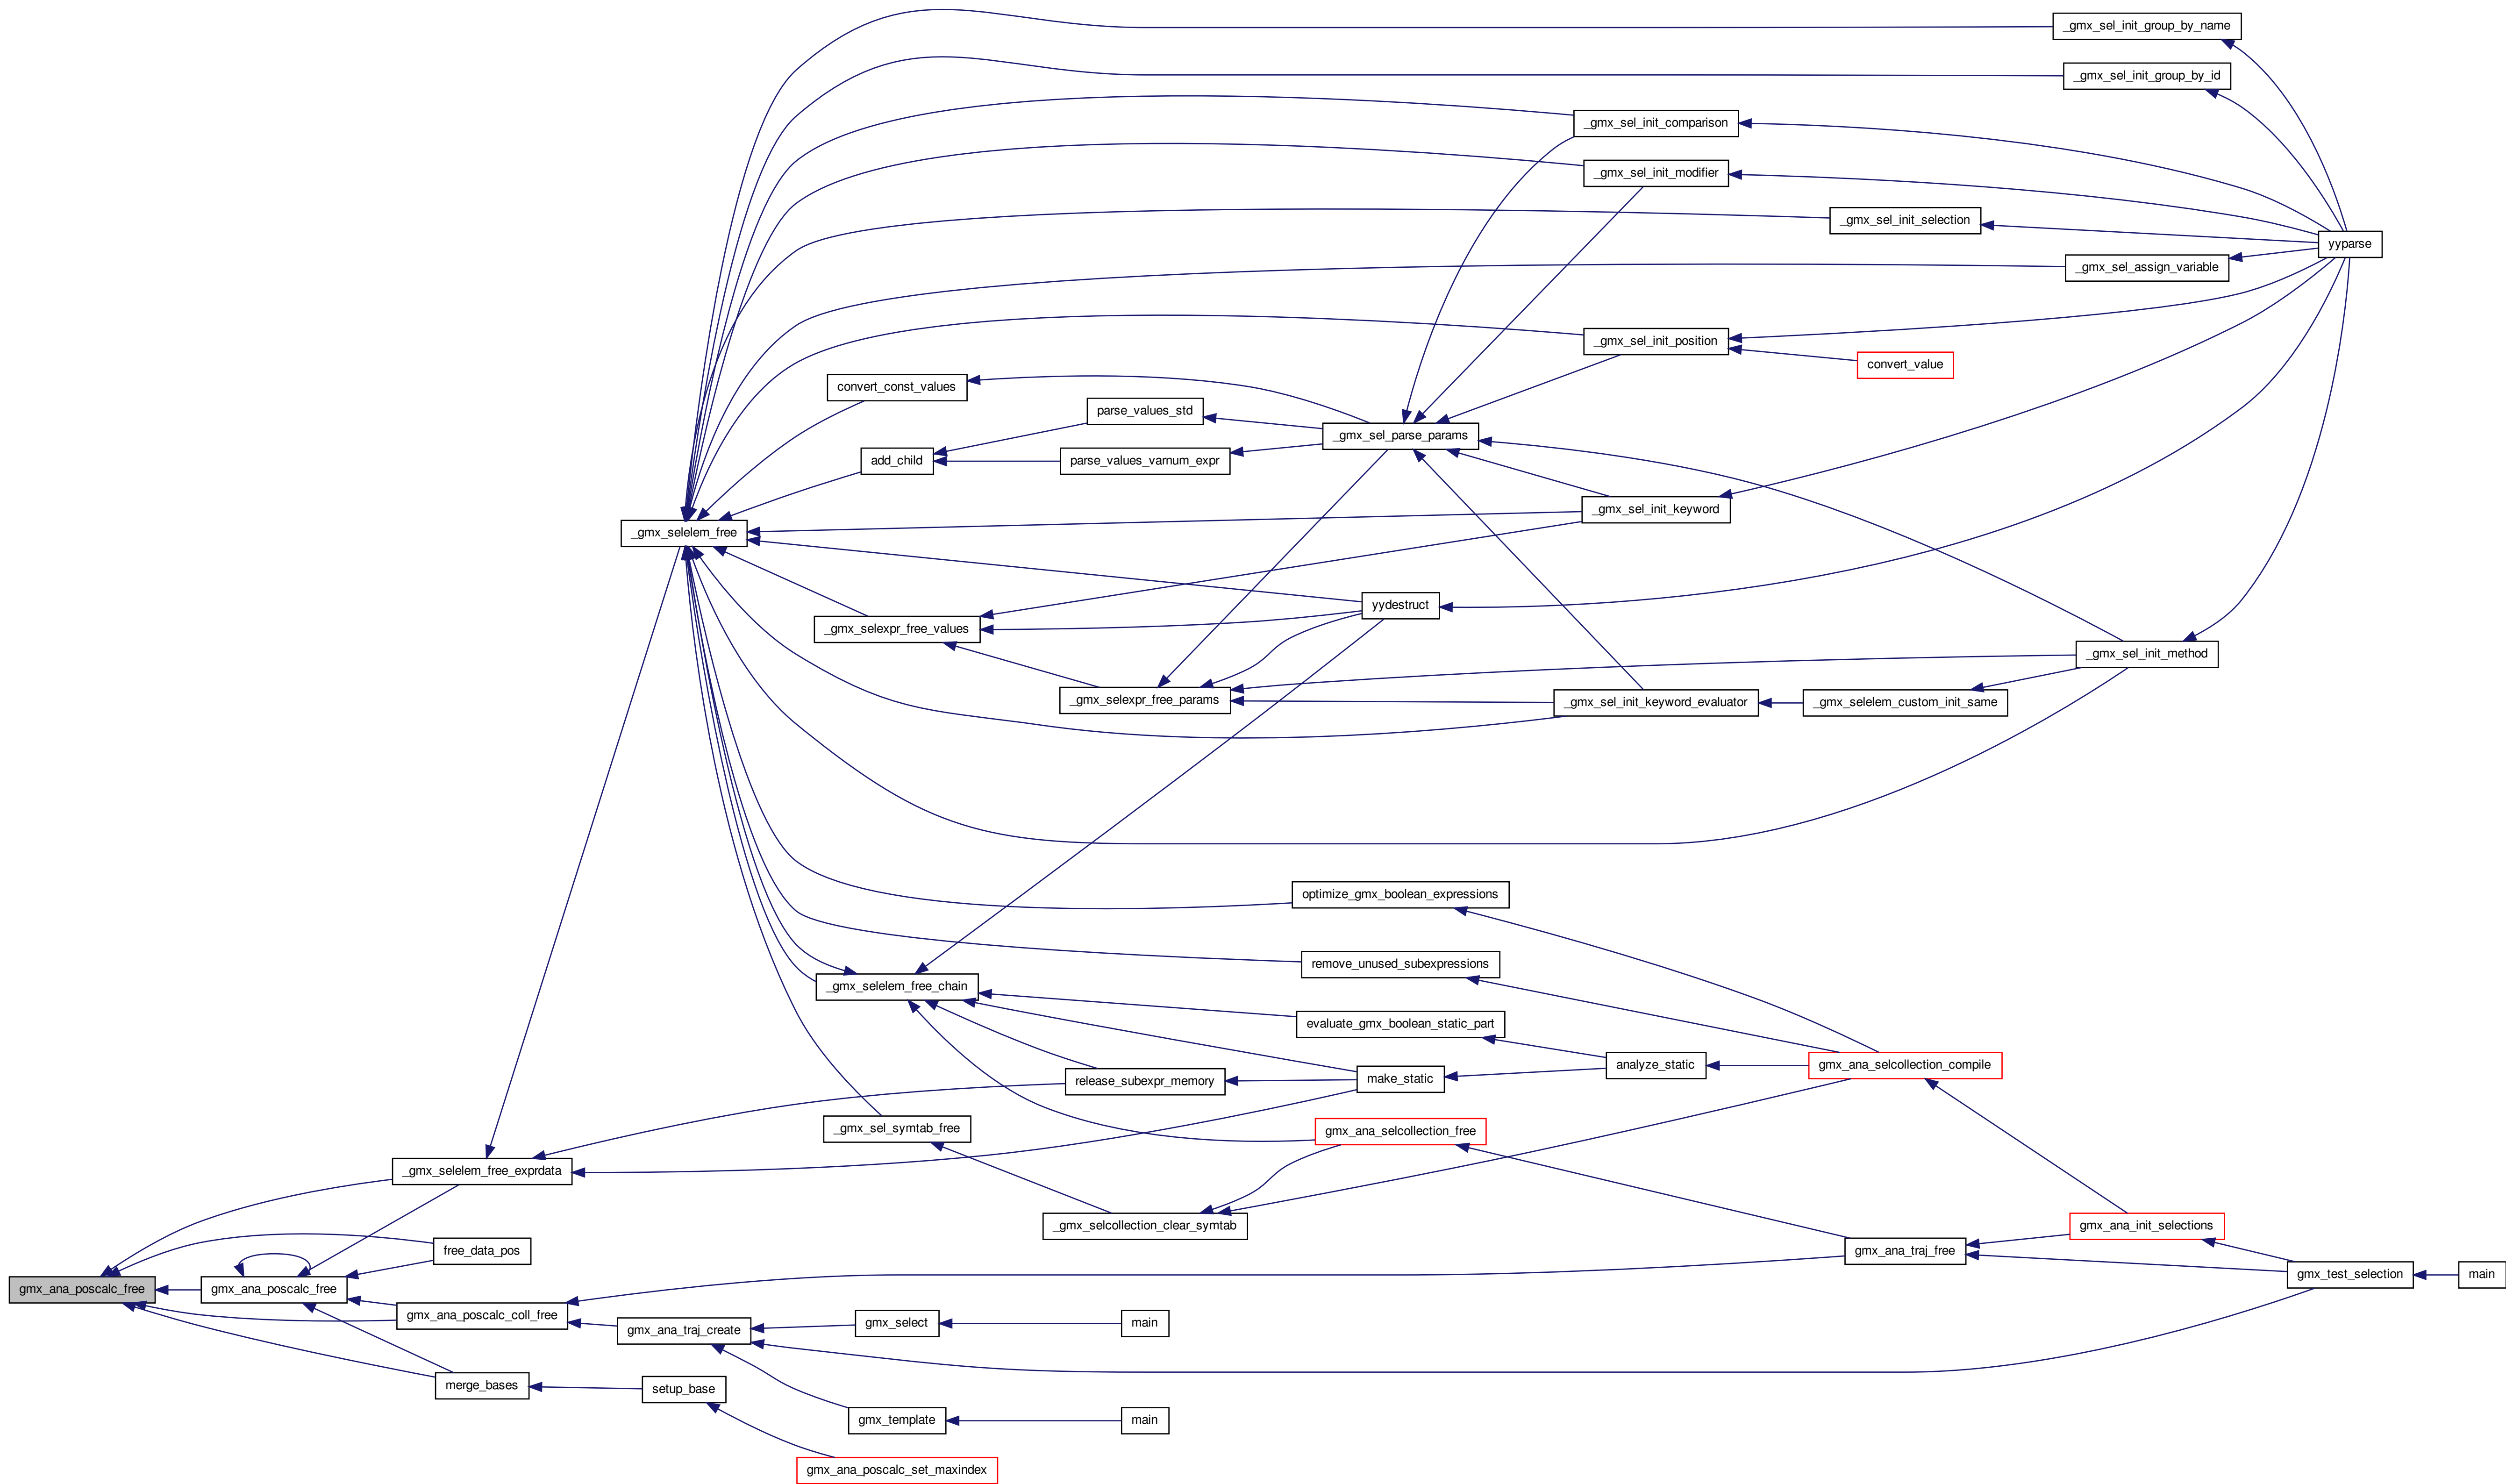 _gmx_sel_init_group_by_name
_gmx_sel_init_group_by_id
_gmx_sel_init_comparison
_gmx_sel_init_modifier
_gmx_sel_init_selection
yyparse
_gmx_sel_assign_variable
_gmx_sel_init_position
convert_value
convert_const_values
parse_values_std
_gmx_sel_parse_params
add_child
parse_values_varnum_expr
_gmx_sel_init_keyword
_gmx_selelem_free
yydestruct
_gmx_selexpr_free_values
_gmx_sel_init_method
_gmx_selexpr_free_params
_gmx_sel_init_keyword_evaluator
_gmx_selelem_custom_init_same
optimize_gmx_boolean_expressions
remove_unused_subexpressions
_gmx_selelem_free_chain
evaluate_gmx_boolean_static_part
analyze_static
gmx_ana_selcollection_compile
release_subexpr_memory
make_static
_gmx_sel_symtab_free
gmx_ana_selcollection_free
_gmx_selelem_free_exprdata
_gmx_selcollection_clear_symtab
gmx_ana_init_selections
free_data_pos
gmx_ana_traj_free
gmx_test_selection
main
gmx_ana_poscalc_free
gmx_ana_poscalc_free
gmx_ana_poscalc_coll_free
gmx_ana_traj_create
gmx_select
main
merge_bases
setup_base
gmx_template
main
gmx_ana_poscalc_set_maxindex